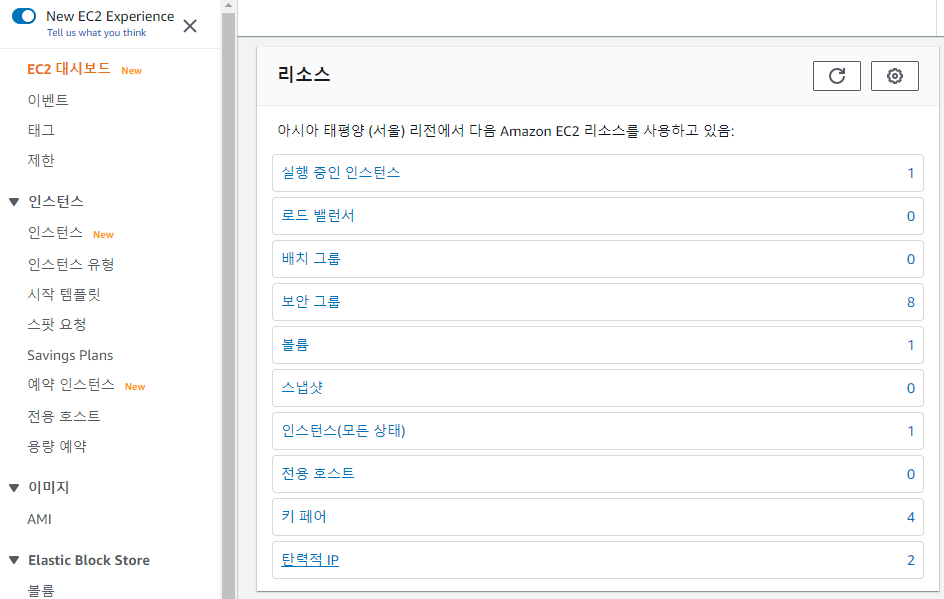 New EC2 Experience
Tell us what you think
EC2 대시보드 New
이벤트
태그
제한
인스턴스
인스턴스 New
인스턴스 유형
시작 템플릿
스팟 요청
Savings Plans
예약 인스턴스 New
전용 호스트
용량 예약
이미지
AMI
Elastic Block Store
볼륨
리소스
아시아 태평양 (서울) 리전에서 다음 Amazon EC2 리소스를 사용하고 있음:
실행 중인 인스턴스 1
로드 밸런서 0
배치 그룹 0
보안 그룹 8
볼륨 1
스냅샷 0
인스턴스(모든 상태) 1
전용 호스트 0
키 페어 4
탄력적 IP 2